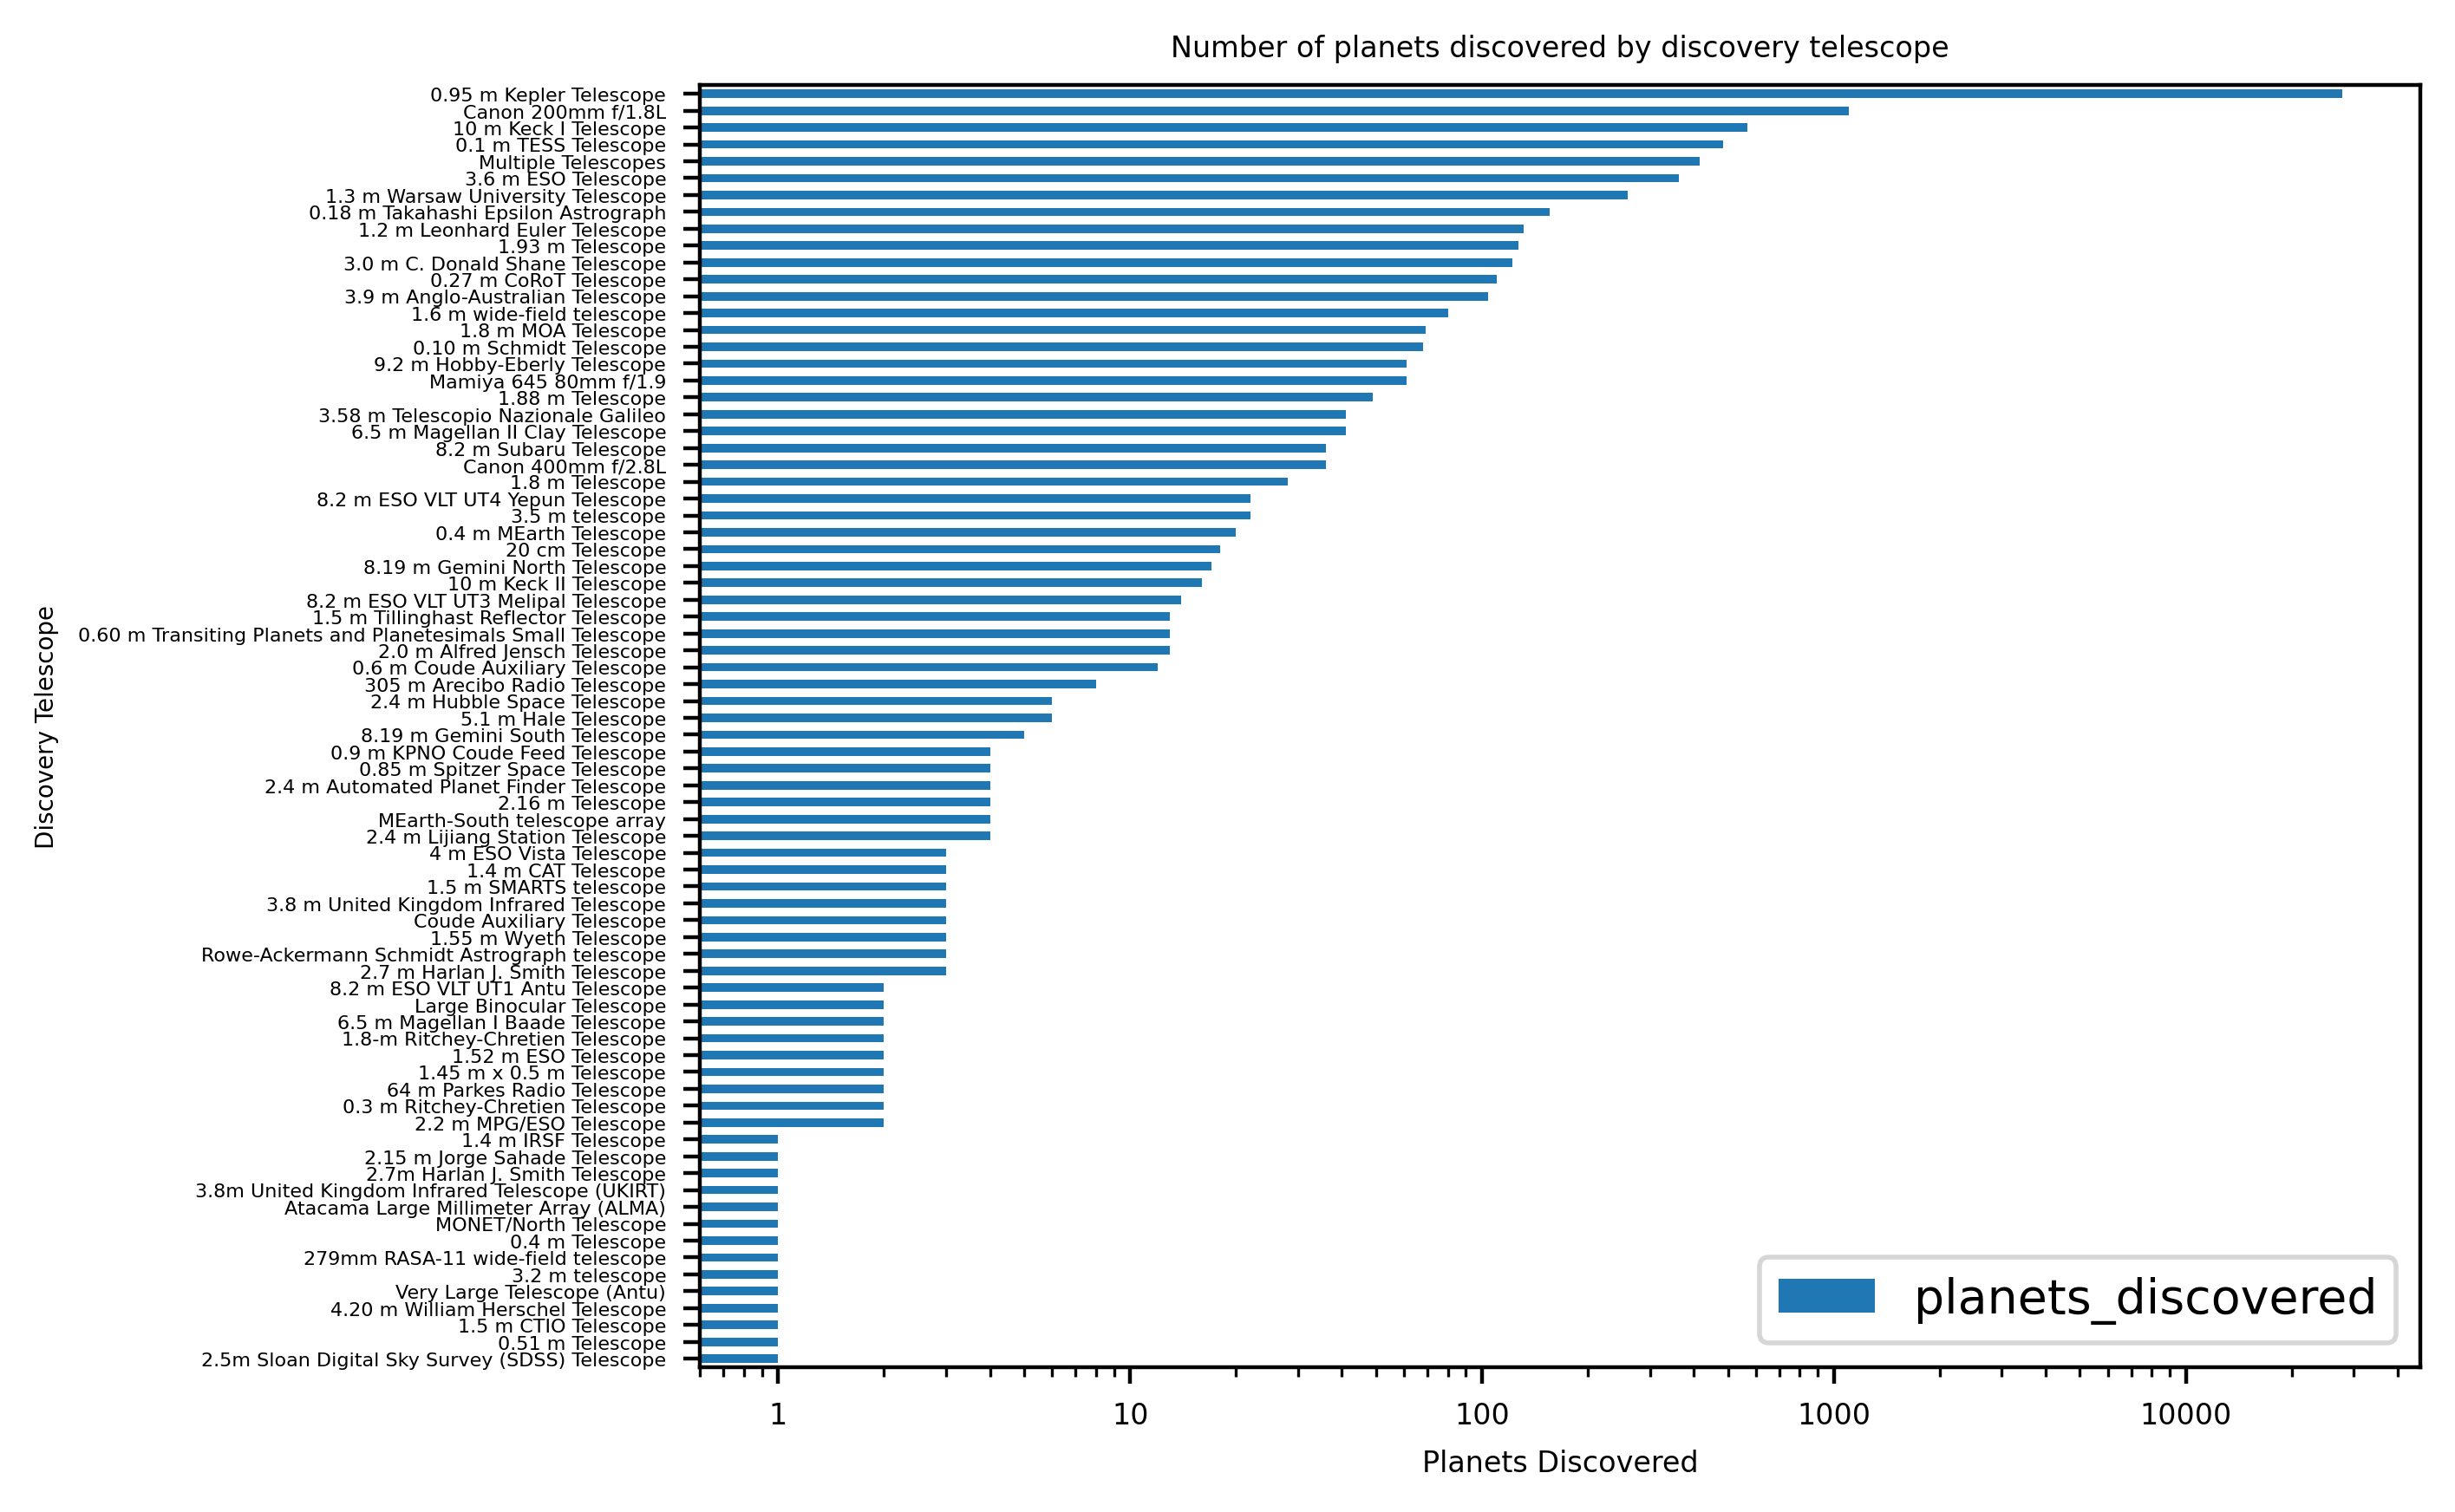 Number of planets discovered by discovery telescope
0.95 m Kepler Telescope
Canon 200mm f/1.8L
10 m Keck I Telescope
0.1 m TESS Telescope
Multiple Telescopes
3.6 m ESO Telescope
1.3 m Warsaw University Telescope
0.18 m Takahashi Epsilon Astrograph
1.2 m Leonhard Euler Telescope
1.93 m Telescope
3.0 m C. Donald Shane Telescope
0.27 m CoRoT Telescope
3.9 m Anglo-Australian Telescope
1.6 m wide-field telescope
1.8 m MOA Telescope
0.10 m Schmidt Telescope
9.2 m Hobby-Eberly Telescope
Mamiya 645 80mm f/1.9
1.88 m Telescope
3.58 m Telescopio Nazionale Galileo
6.5 m Magellan II Clay Telescope
8.2 m Subaru Telescope
Canon 400mm f/2.8L
1.8 m Telescope
8.2 m ESO VLT UT4 Yepun Telescope
3.5 m telescope
0.4 m MEarth Telescope
20 cm Telescope
8.19 m Gemini North Telescope
10 m Keck II Telescope
8.2 m ESO VLT UT3 Melipal Telescope
1.5 m Tillinghast Reflector Telescope
0.60 m Transiting Planets and Planetesimals Small Telescope
2.0 m Alfred Jensch Telescope
0.6 m Coude Auxiliary Telescope
305 m Arecibo Radio Telescope
2.4 m Hubble Space Telescope
5.1 m Hale Telescope
8.19 m Gemini South Telescope
0.9 m KPNO Coude Feed Telescope
0.85 m Spitzer Space Telescope
2.4 m Automated Planet Finder Telescope
2.16 m Telescope
MEarth-South telescope array
2.4 m Lijiang Station Telescope
4 m ESO Vista Telescope
1.4 m CAT Telescope
1.5 m SMARTS telescope
3.8 m United Kingdom Infrared Telescope
Coude Auxiliary Telescope
1.55 m Wyeth Telescope
Rowe-Ackermann Schmidt Astrograph telescope
2.7 m Harlan J. Smith Telescope
8.2 m ESO VLT UT1 Antu Telescope
Large Binocular Telescope
6.5 m Magellan I Baade Telescope
1.8-m Ritchey-Chretien Telescope
1.52 m ESO Telescope
1.45 m x 0.5 m Telescope
64 m Parkes Radio Telescope
0.3 m Ritchey-Chretien Telescope
2.2 m MPG/ESO Telescope
1.4 m IRSF Telescope
2.15 m Jorge Sahade Telescope
2.7m Harlan J. Smith Telescope
3.8m United Kingdom Infrared Telescope (UKIRT)
Atacama Large Millimeter Array (ALMA)
MONET/North Telescope
0.4 m Telescope
279mm RASA-11 wide-field telescope
3.2 m telescope
Very Large Telescope (Antu)
4.20 m William Herschel Telescope
1.5 m CTIO Telescope
0.51 m Telescope
2.5m Sloan Digital Sky Survey (SDSS) Telescope
Discovery Telescope
planets_discovered
1 10 100 1000 10000
Planets Discovered